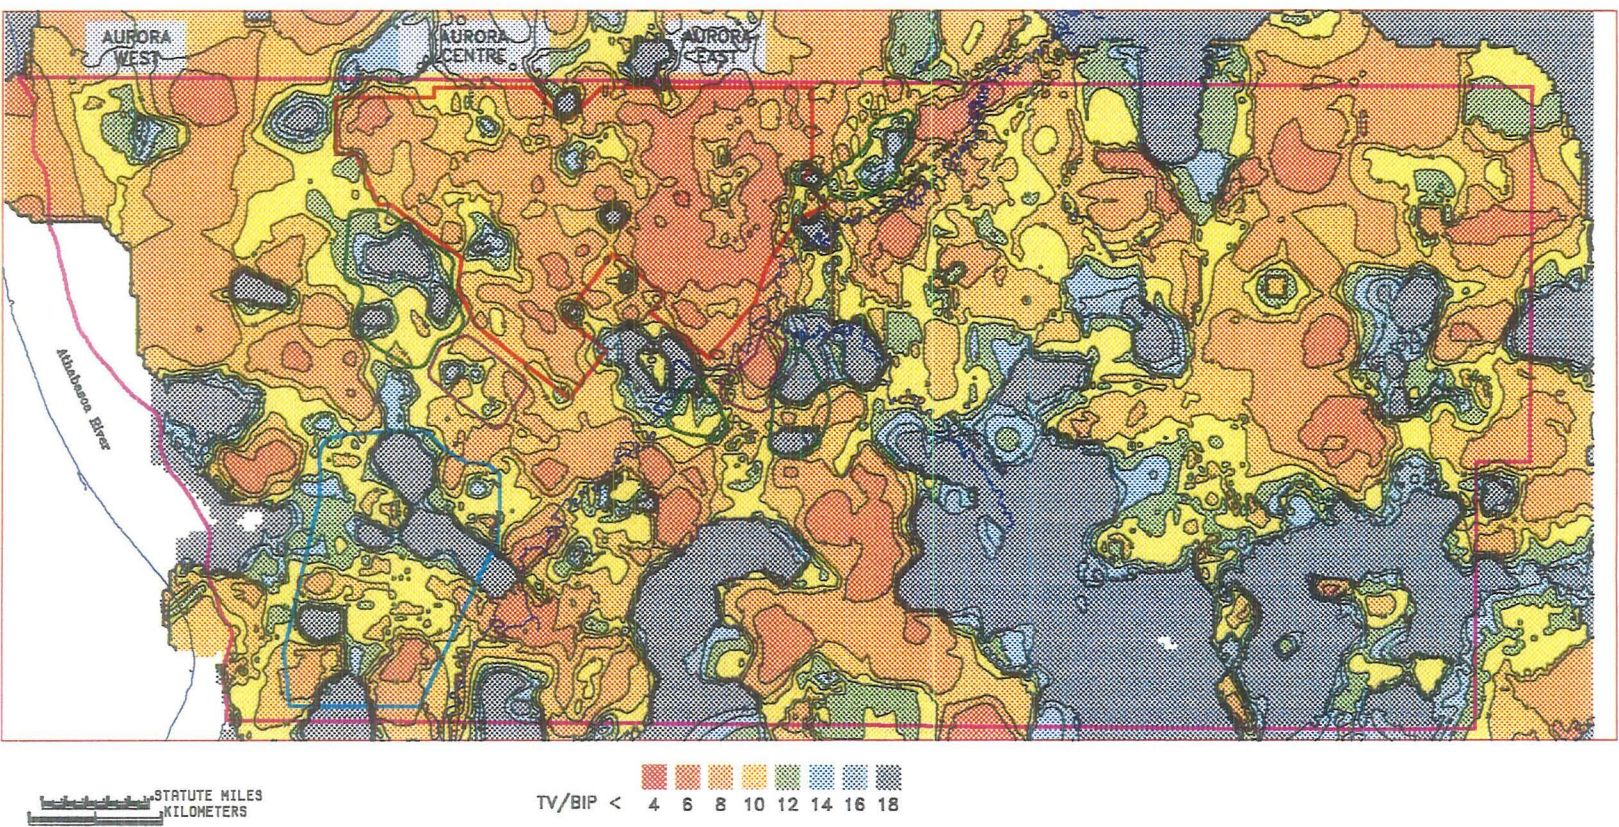 AURORA
WEST
AURORA
CENTRE
AURORA
EAST
Athabasca River
STATUTE MILES
KILOMETERS
TV/BIP < 4 6 8 10 12 14 16 18